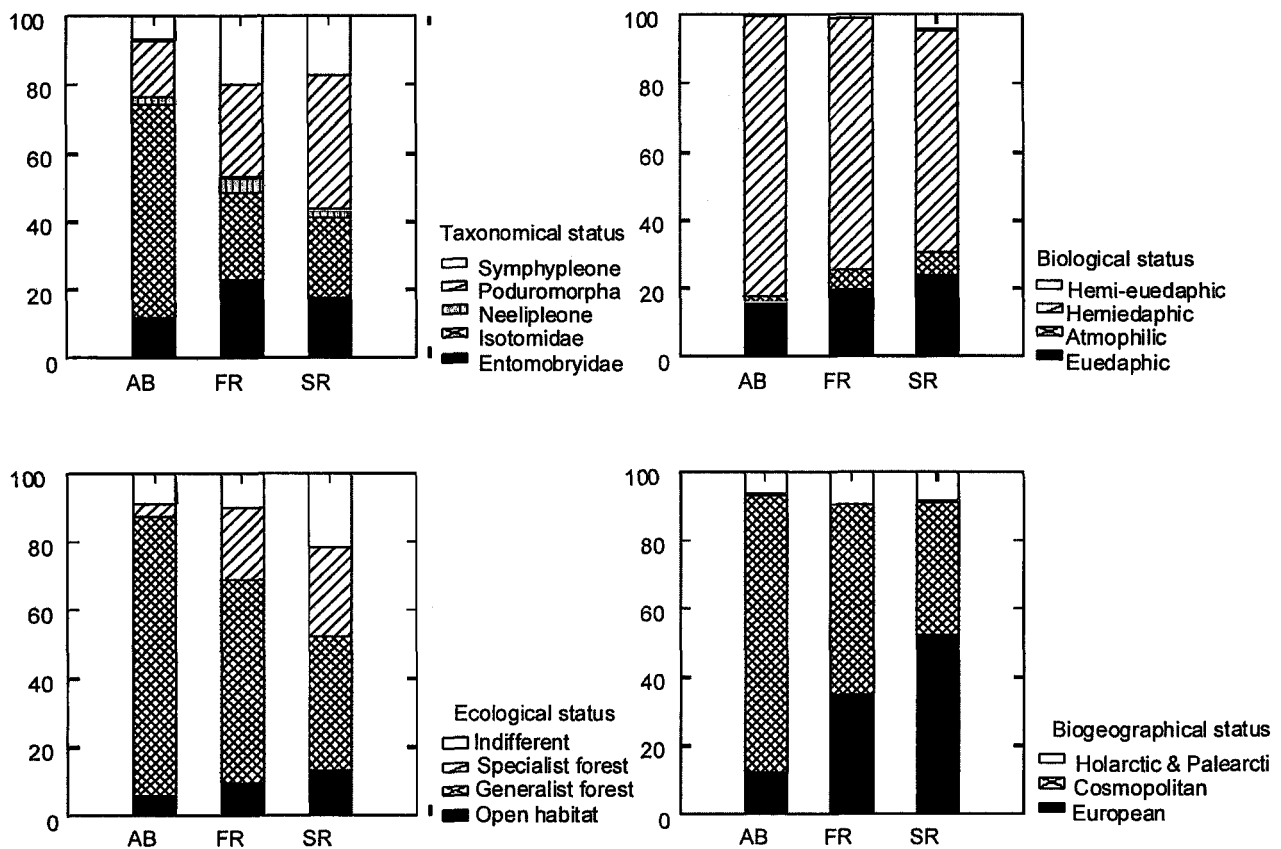 100
80
60
40
20
0
AB FR SR
Taxonomical status
Symphypleone
Poduromorpha
Neelipleone
Isotomidae
Entomobryidae
100
80
60
40
20
0
AB FR SR
Biological status
Hemi-euedaphic
Hemiedaphic
Atmophilic
Euedaphic
100
80
60
40
20
0
AB FR SR
Ecological status
Indifferent
Specialist forest
Generalist forest
Open habitat
100
80
60
40
20
0
AB FR SR
Biogeographical status
Holarctic & Palearcti
Cosmopolitan
European